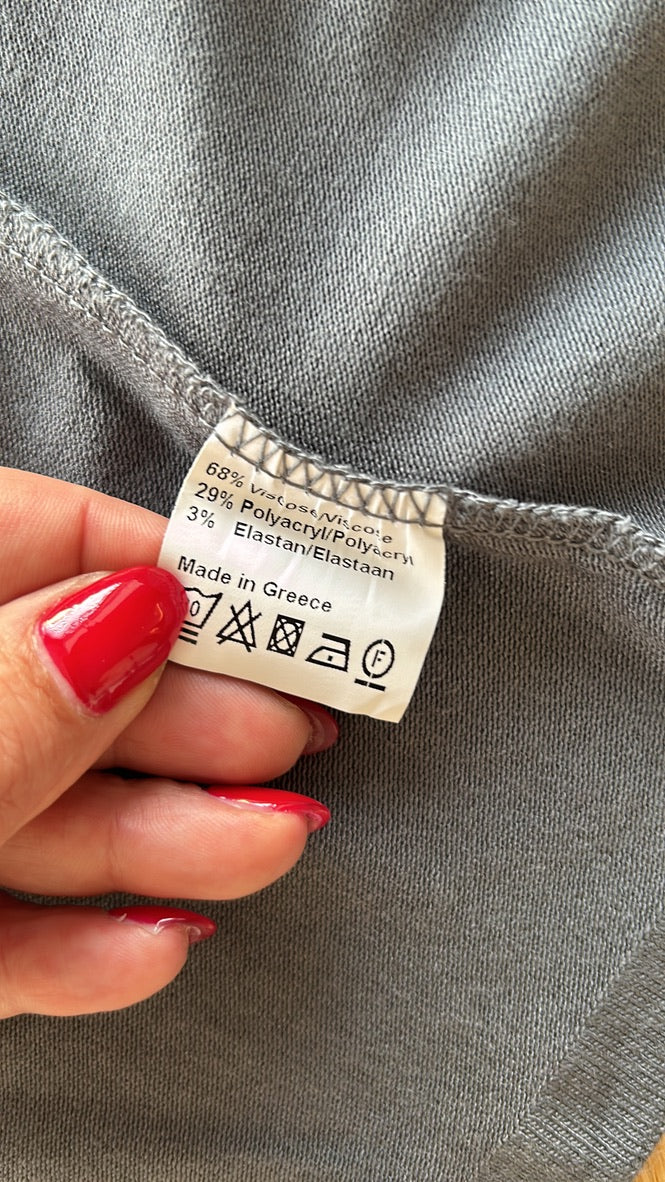 68% Viscose/Viscose
29% Polyacryl/Polyacryl
3% Elastan/Elastaan
Made in Greece
F